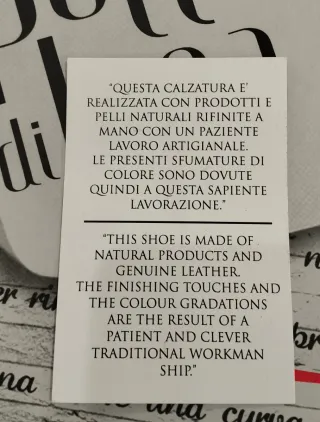 di
"QUESTA CALZATURA E'
REALIZZATA CON PRODOTTI E
PELLI NATURALI RIFINITE A
MANO CON UN PAZIENTE
LAVORO ARTIGIANALE.
LE PRESENTI SFUMATURE DI
COLORE SONO DOVUTE
QUINDI A QUESTA SAPIENTE
LAVORAZIONE."
"THIS SHOE IS MADE OF
NATURAL PRODUCTS AND
GENUINE LEATHER.
THE FINISHING TOUCHES AND
THE COLOUR GRADATIONS
ARE THE RESULT OF A
PATIENT AND CLEVER
TRADITIONAL WORKMAN
SHIP."
una curva